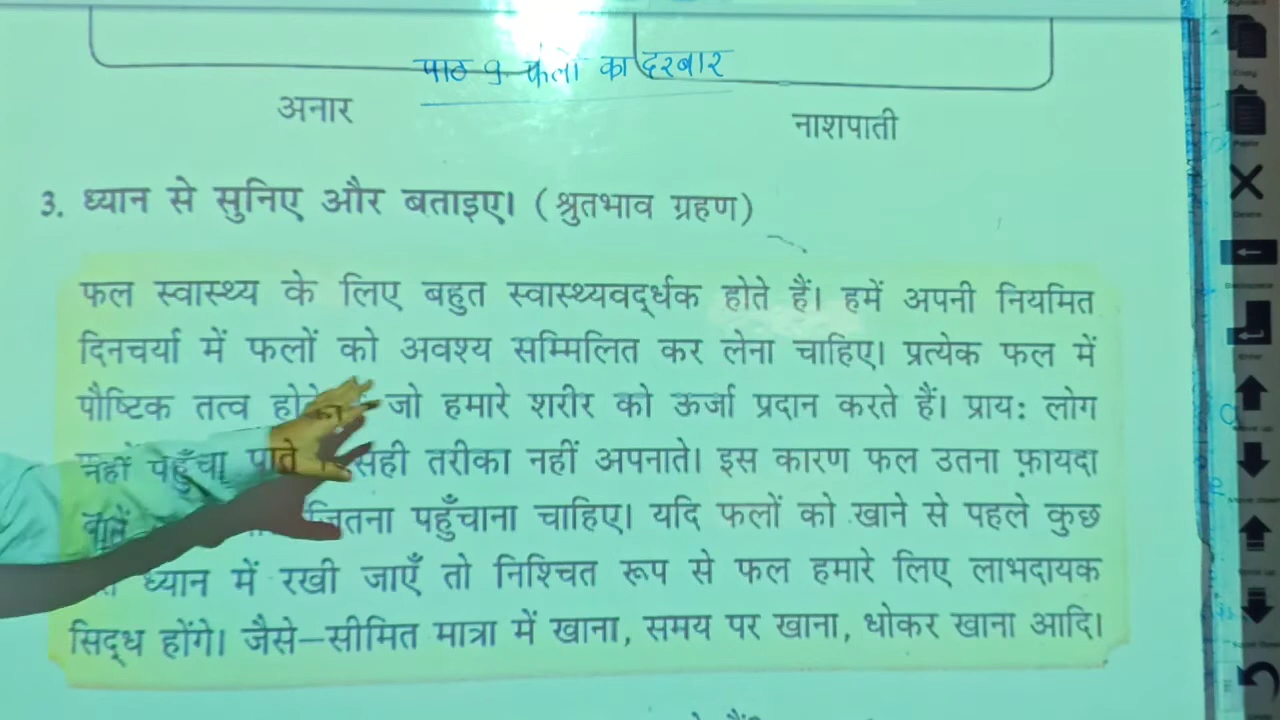 पाठ 9 फलों का दरबार
अनार
नाशपाती
3. ध्यान से सुनिए और बताइए। (श्रुतभाव ग्रहण)
फल स्वास्थ्य के लिए बहुत स्वास्थ्यवर्द्धक होते हैं। हमें अपनी नियमित
दिनचर्या में फलों को अवश्य सम्मिलित कर लेना चाहिए। प्रत्येक फल में
पौष्टिक तत्व जो हमारे शरीर को ऊर्जा प्रदान करते हैं। प्राय: लोग
सही तरीका नहीं अपनाते। इस कारण फल उतना फ़ायदा
नहीं पहुँचा पाते जितना पहुँचाना चाहिए। यदि फलों को खाने से पहले कुछ
बातें ध्यान में रखी जाएँ तो निश्चित रूप से फल हमारे लिए लाभदायक
सिद्ध होंगे। जैसे–सीमित मात्रा में खाना, समय पर खाना, धोकर खाना आदि।